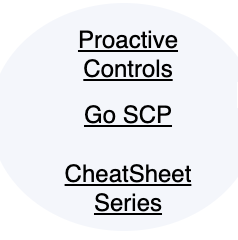 Proactive
Controls
Go SCP
CheatSheet
Series